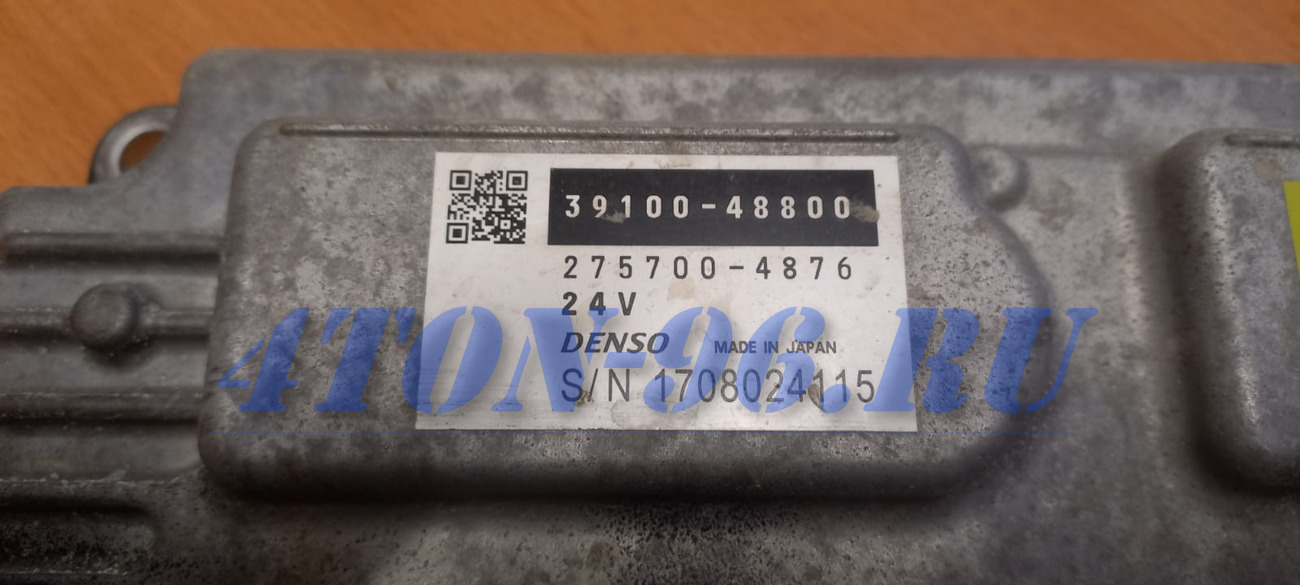 39100-48800
275700-4876
24V
DENSO MADE IN JAPAN
S/N 1708024115
4TON-96.RU